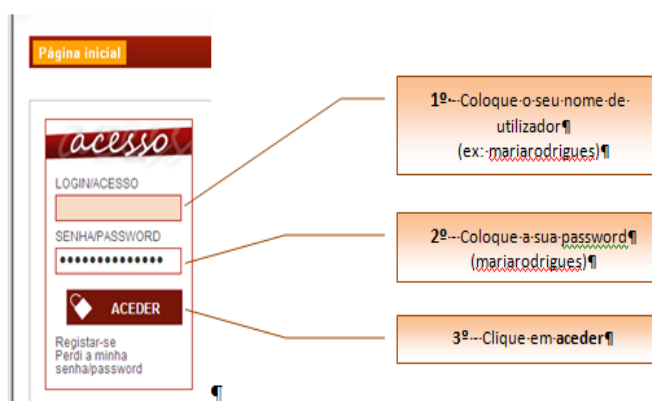 Página inicial
acesso
LOGIN/ACESSO
SENHA/PASSWORD
••••••••••••••
ACEDER
Registar-se
Perdi a minha
senha/password
¶
1º·-·Coloque·o·seu·nome·de·
utilizador¶
(ex:·mariarodrigues)¶
2º·-·Coloque·a·sua·password¶
(mariarodrigues)¶
3º·-·Clique·em·aceder¶